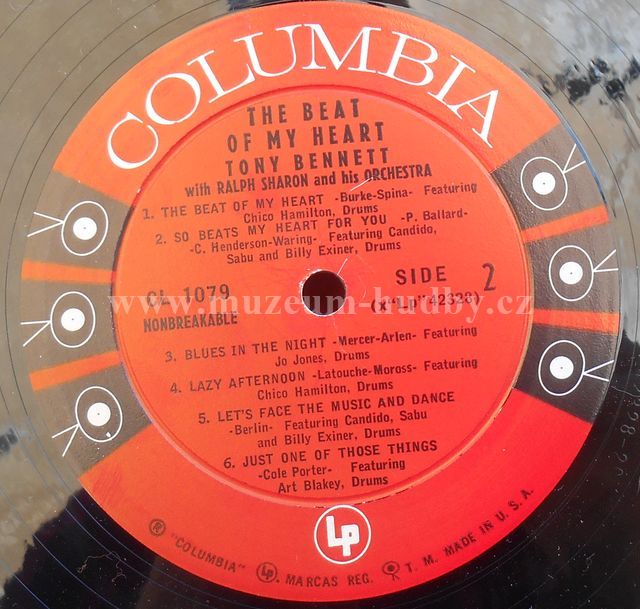 COLUMBIA
THE BEAT
OF MY HEART
TONY BENNETT
with RALPH SHARON and his ORCHESTRA
1. THE BEAT OF MY HEART -Burke-Spina- Featuring
Chico Hamilton, Drums
2. SO BEATS MY HEART FOR YOU -P. Ballard-
-C. Henderson-Waring- Featuring Candido,
Sabu and Billy Exiner, Drums
CL 1079
NONBREAKABLE
SIDE 2
(x"Lp"42328)
www.muzeum-hudby.cz
3. BLUES IN THE NIGHT -Mercer-Arlen- Featuring
Jo Jones, Drums
4. LAZY AFTERNOON -Latouche-Moross- Featuring
Chico Hamilton, Drums
5. LET'S FACE THE MUSIC AND DANCE
-Berlin- Featuring Candido, Sabu
and Billy Exiner, Drums
6. JUST ONE OF THOSE THINGS
-Cole Porter- Featuring
Art Blakey, Drums
LP
® "COLUMBIA" LP. MARCAS REG. T. M. MADE IN U. S. A.